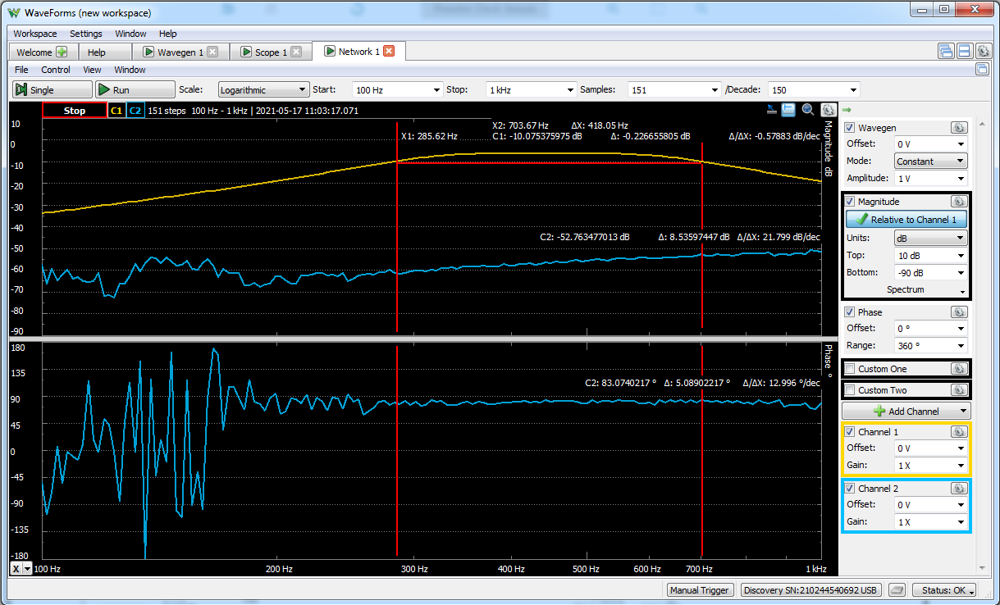 WaveForms (new workspace)
Workspace Settings Window Help
Welcome Help Wavegen 1 Scope 1 Network 1
File Control View Window
Single Run Scale: Logarithmic Start: 100 Hz Stop: 1 kHz Samples: 151 /Decade: 150
Stop C1 C2 151 steps 100 Hz - 1 kHz | 2021-05-17 11:03:17.071
X2: 703.67 Hz ΔX: 418.05 Hz
X1: 285.62 Hz C1: -10.075375975 dB Δ: -0.226655805 dB Δ/ΔX: -0.57883 dB/dec
C2: -52.763477013 dB Δ: 8.53597447 dB Δ/ΔX: 21.799 dB/dec
10
0
-10
-20
-30
-40
-50
-60
-70
-80
-90
Magnitude dB
C2: 83.0740217 ° Δ: 5.08902217 ° Δ/ΔX: 12.996 °/dec
180
135
90
45
0
-45
-90
-135
-180
Phase °
X 100 Hz 200 Hz 300 Hz 400 Hz 500 Hz 600 Hz 700 Hz 1 kHz
Wavegen
Offset: 0 V
Mode: Constant
Amplitude: 1 V
Magnitude
Relative to Channel 1
Units: dB
Top: 10 dB
Bottom: -90 dB
Spectrum
Phase
Offset: 0 °
Range: 360 °
Custom One
Custom Two
Add Channel
Channel 1
Offset: 0 V
Gain: 1 X
Channel 2
Offset: 0 V
Gain: 1 X
Manual Trigger Discovery SN:210244540692 USB Status: OK